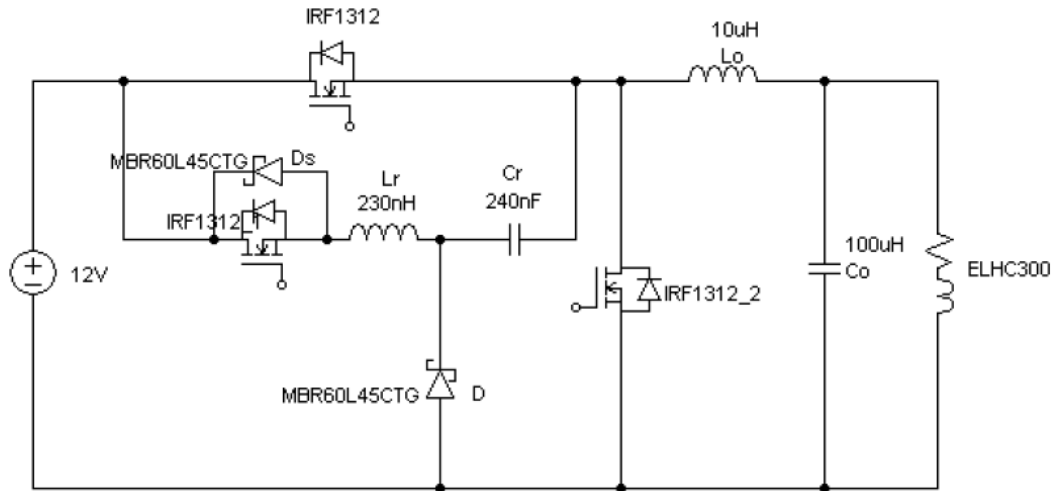 IRF1312
10uH
Lo
MBR60L45CTG
Ds
Lr
230nH
Cr
240nF
IRF1312
12V
100uH
Co
ELHC300
IRF1312_2
MBR60L45CTG
D